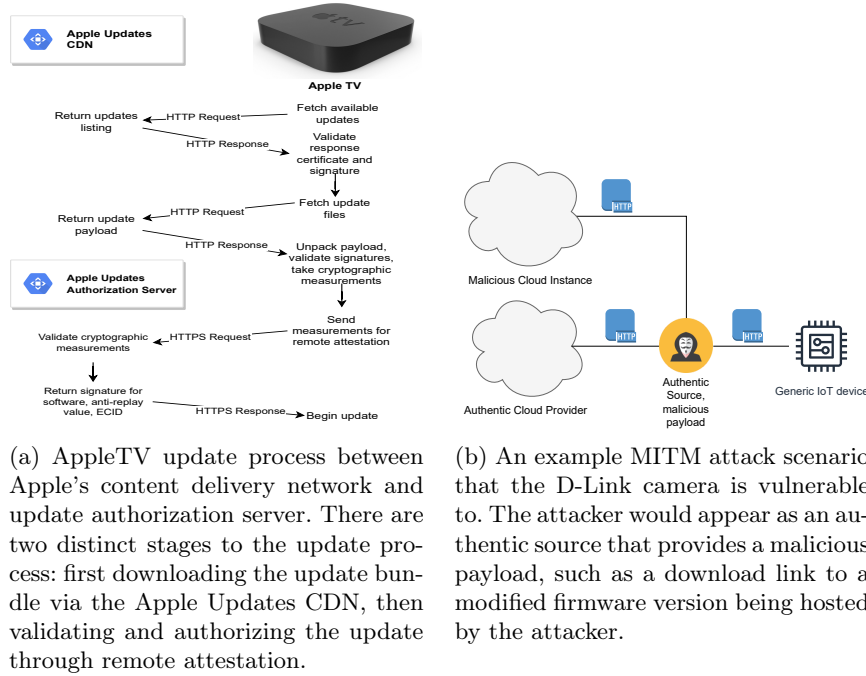 Apple Updates
CDN
tv
Apple TV
Fetch available
updates
HTTP Request
Return updates
listing
HTTP Response
Validate
response
certificate and
signature
Fetch update
files
HTTP Request
Return update
payload
HTTP Response
Unpack payload,
validate signatures,
take cryptographic
measurements
Apple Updates
Authorization Server
Send
measurements for
remote attestation
HTTPS Request
Validate cryptographic
measurements
Return signature for
software, anti-replay
value, ECID
HTTPS Response
Begin update
(a) AppleTV update process between
Apple's content delivery network and
update authorization server. There are
two distinct stages to the update pro-
cess: first downloading the update bun-
dle via the Apple Updates CDN, then
validating and authorizing the update
through remote attestation.
HTTP
Malicious Cloud Instance
HTTP
HTTP
Authentic Cloud Provider
Authentic
Source,
malicious
payload
Generic IoT device
(b) An example MITM attack scenario
that the D-Link camera is vulnerable
to. The attacker would appear as an au-
thentic source that provides a malicious
payload, such as a download link to a
modified firmware version being hosted
by the attacker.